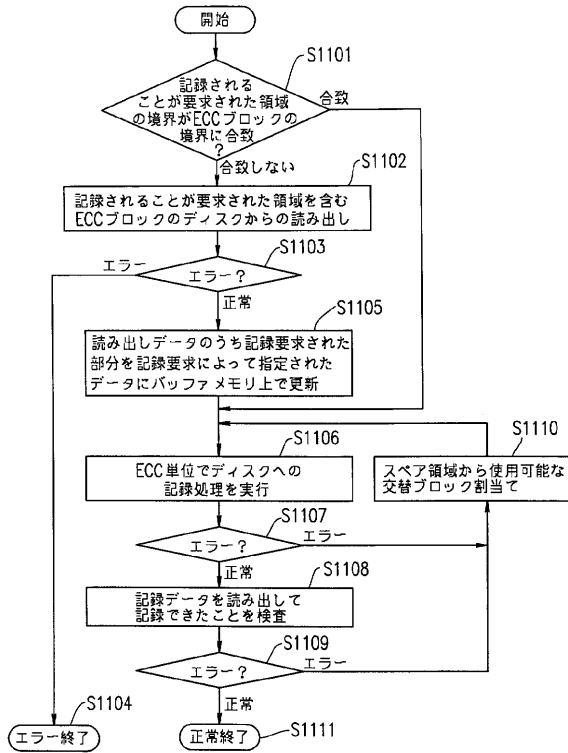 開始
S1101
記録される
ことが要求された領域
の境界がECCブロックの
境界に合致
?
合致
合致しない
S1102
記録されることが要求された領域を含む
ECCブロックのディスクからの読み出し
S1103
エラー?
エラー
正常
S1105
読み出しデータのうち記録要求された
部分を記録要求によって指定された
データにバッファメモリ上で更新
S1106
ECC単位でディスクへの
記録処理を実行
S1110
スペア領域から使用可能な
交替ブロック割当て
S1107
エラー?
エラー
正常
S1108
記録データを読み出して
記録できたことを検査
S1109
エラー?
エラー
正常
S1104
エラー終了
S1111
正常終了